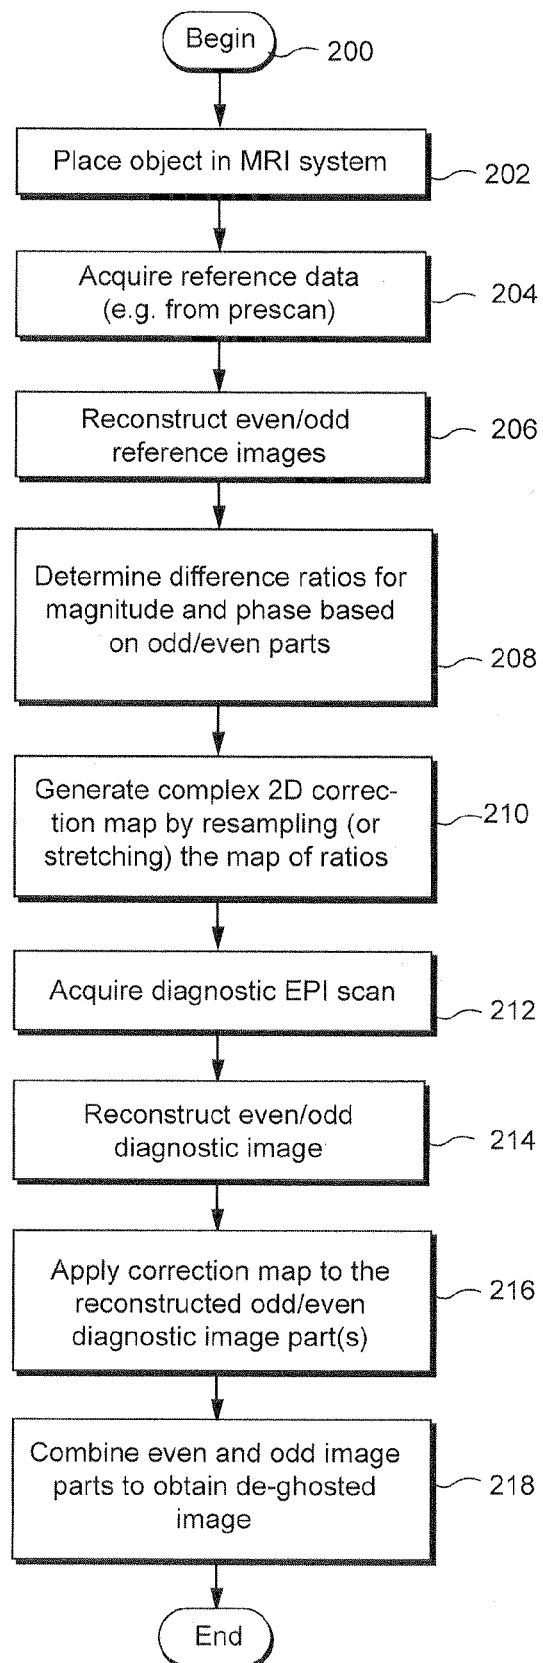 Begin
200
Place object in MRI system
202
Acquire reference data
(e.g. from prescan)
204
Reconstruct even/odd
reference images
206
Determine difference ratios for
magnitude and phase based
on odd/even parts
208
Generate complex 2D correc-
tion map by resampling (or
stretching) the map of ratios
210
Acquire diagnostic EPI scan
212
Reconstruct even/odd
diagnostic image
214
Apply correction map to the
reconstructed odd/even
diagnostic image part(s)
216
Combine even and odd image
parts to obtain de-ghosted
image
218
End